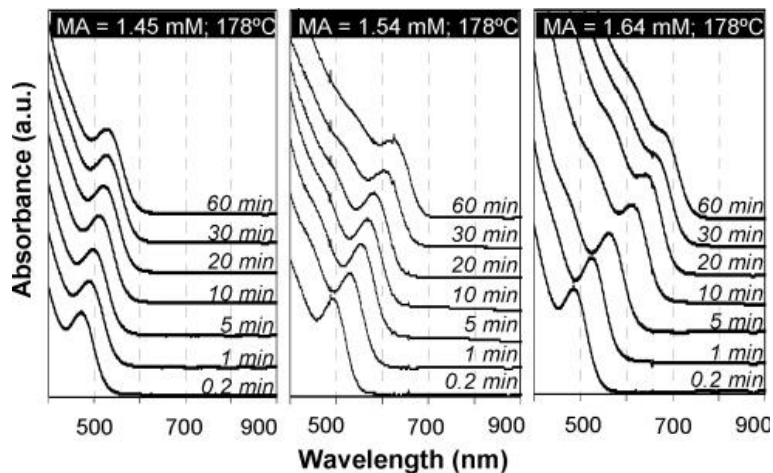 MA = 1.45 mM; 178ºC
MA = 1.54 mM; 178ºC
MA = 1.64 mM; 178ºC
Absorbance (a.u.)
60 min
30 min
20 min
10 min
5 min
1 min
0.2 min
60 min
30 min
20 min
10 min
5 min
1 min
0.2 min
60 min
30 min
20 min
10 min
5 min
1 min
0.2 min
500 700 900
500 700 900
500 700 900
Wavelength (nm)